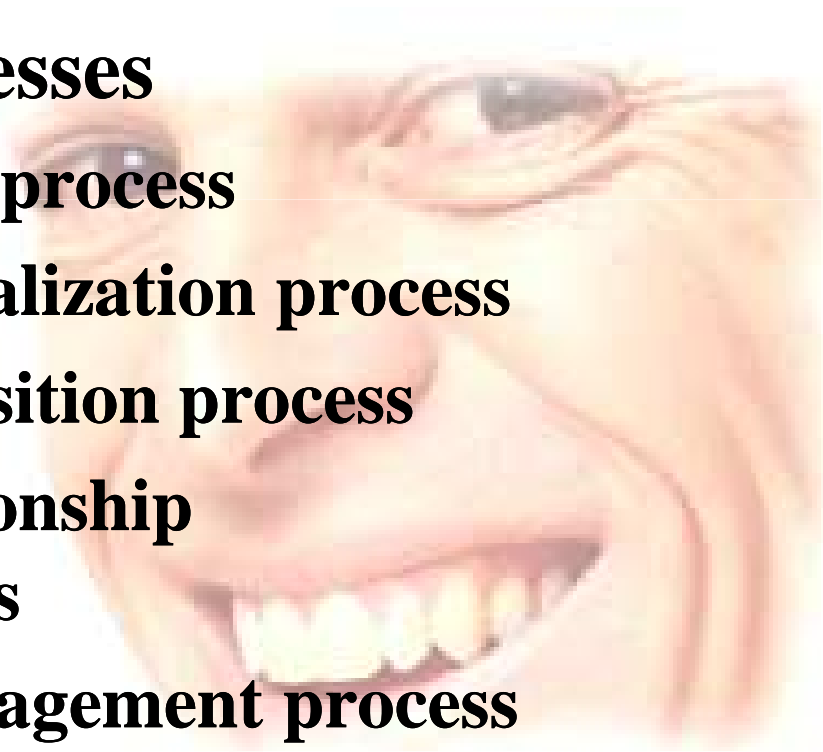 esses
process
alization process
sition process
onship
s
agement process